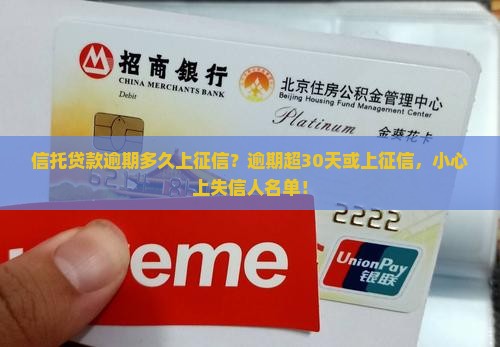 招商银行
CHINA MERCHANTS BANK
Debit
北京住房公积金管理中心
Beijing Housing Fund Management Center
Platinum
金葵花卡
信托贷款逾期多久上征信？逾期超30天或上征信，小心
上失信人名单！
2222
eme
UnionPay
银联